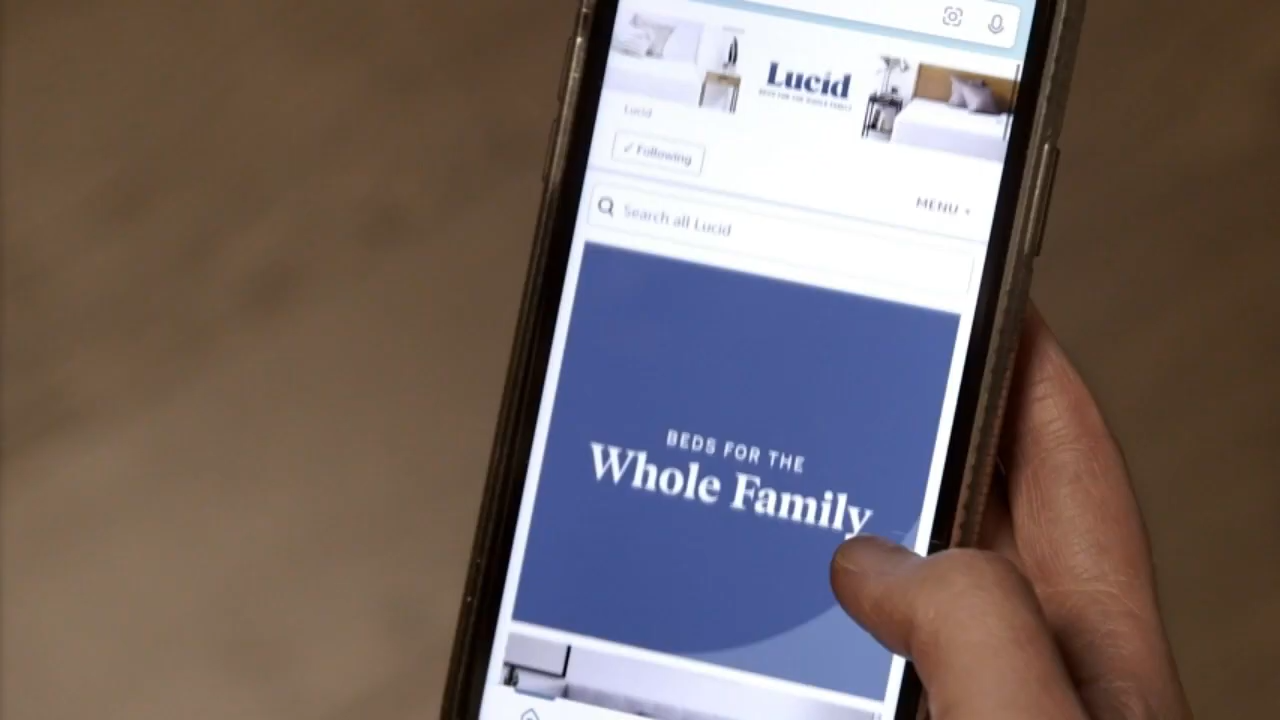 Lucid
BEDS FOR THE WHOLE FAMILY
Lucid
✓ Following
MENU
Search all Lucid
BEDS FOR THE
Whole Family